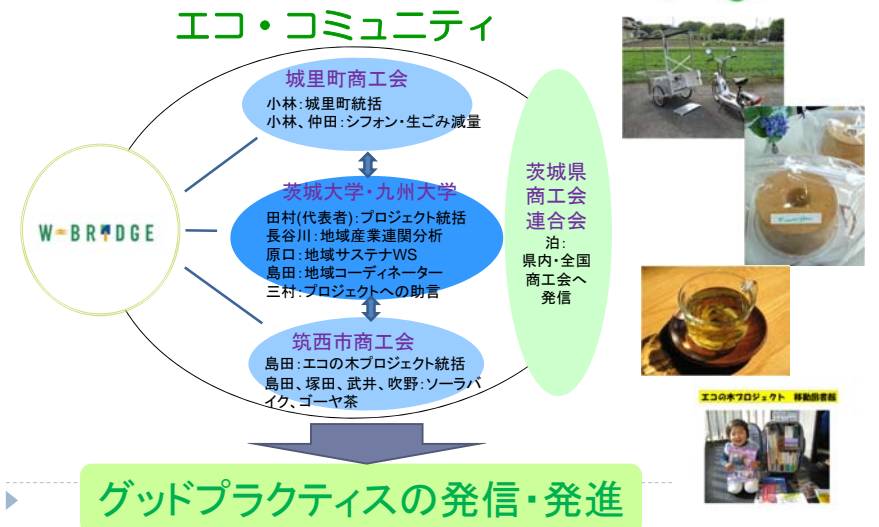 エコ・コミュニティ
城里町商工会
小林:城里町統括
小林、仲田:シフォン・生ごみ減量
W-BRIDGE
茨城大学・九州大学
田村(代表者):プロジェクト統括
長谷川:地域産業連関分析
原口:地域サステナWS
島田:地域コーディネーター
三村:プロジェクトへの助言
筑西市商工会
島田:エコの木プロジェクト統括
島田、塚田、武井、吹野:ソーラバ
イク、ゴーヤ茶
茨城県
商工会
連合会
泊:
県内・全国
商工会へ
発信
エコの木プロジェクト 移動図書館
グッドプラクティスの発信・発進